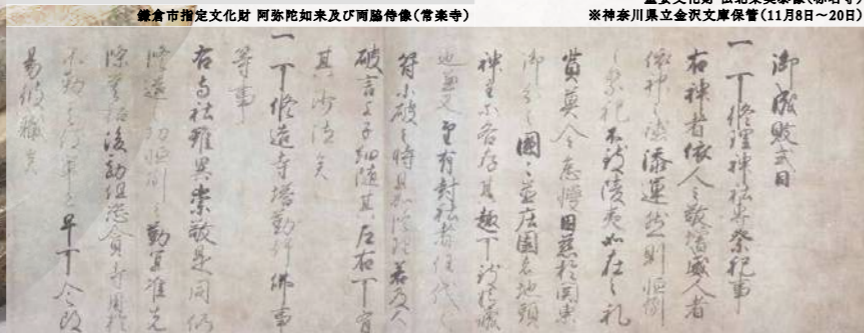 鎌倉市指定文化財 阿弥陀如来及び両脇侍像(常楽寺)
※神奈川県立金沢文庫保管(11月8日～20日)
御成敗式目
一 可修理神社専祭祀事
右神者依人之敬増威人者
依神之徳添運然則恒例
之祭祀不致陵夷如在之礼
奠莫令怠慢因茲於関東
御分之國々并庄園者地頭
神主等各存其趣可致精誠
也兼又至有封社者任代々
符小破之時且加修理若及大
破言上子細随其左右可有
其沙汰矣
一 可修造寺塔勤行佛事
等事
右寺社雖異崇敬是同仍
修造之功恒例之勤宜准先
條莫招後勘但恣貪寺用於
不勤其役輩者早可令改
易彼職矣